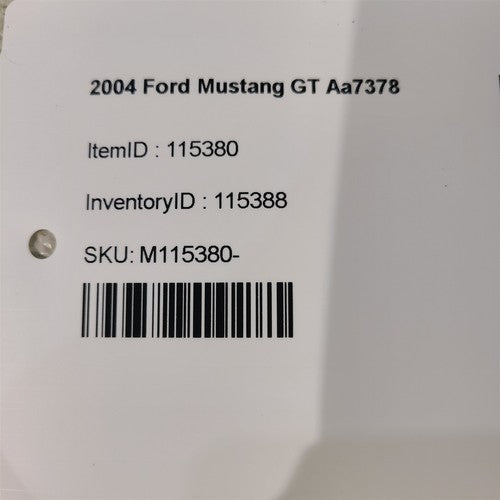 2004 Ford Mustang GT Aa7378
ItemID : 115380
InventoryID : 115388
SKU: M115380-